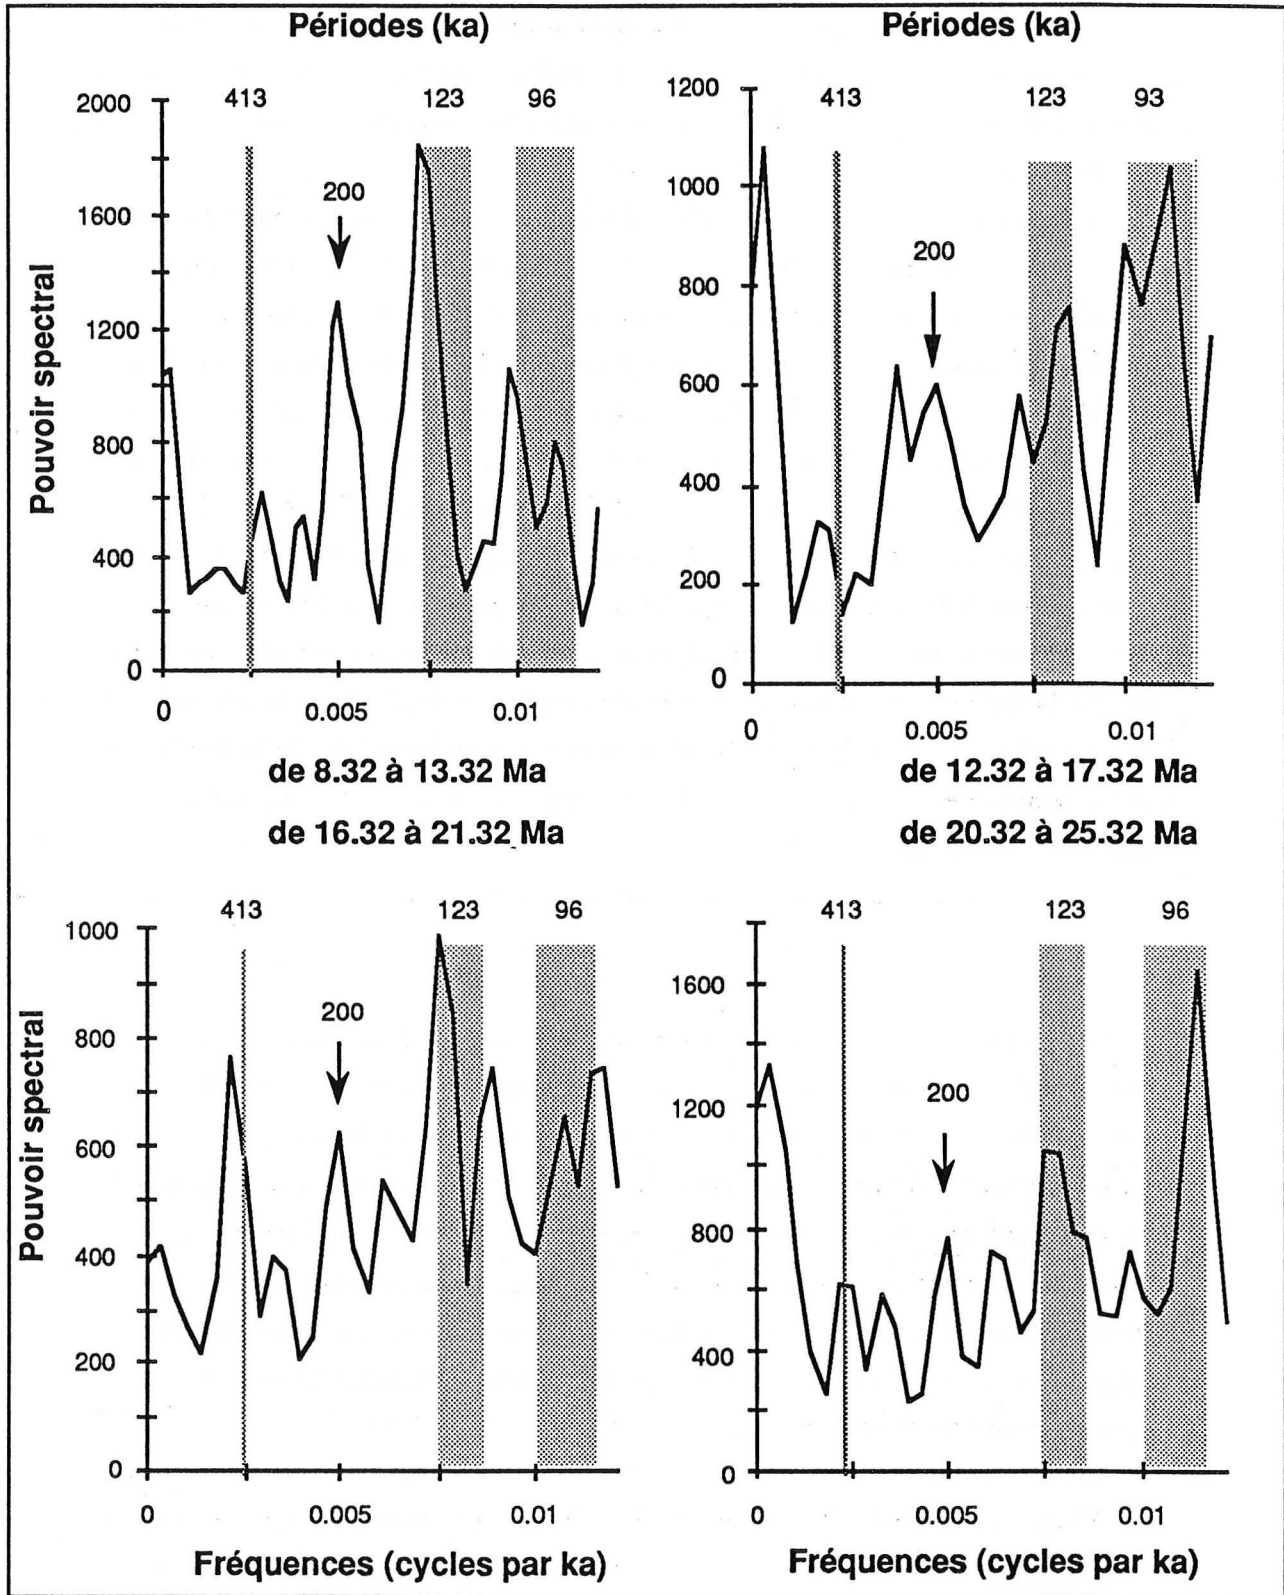 Périodes (ka)
Périodes (ka)
413 123 96
2000
1600
1200
800
400
0
200
Pouvoir spectral
0 0.005 0.01
de 8.32 à 13.32 Ma
413 123 93
1200
1000
800
600
400
200
0
200
0 0.005 0.01
de 12.32 à 17.32 Ma
de 16.32 à 21.32 Ma
413 123 96
1000
800
600
400
200
0
200
Pouvoir spectral
0 0.005 0.01
Fréquences (cycles par ka)
de 20.32 à 25.32 Ma
413 123 96
1600
1200
800
400
0
200
0 0.005 0.01
Fréquences (cycles par ka)